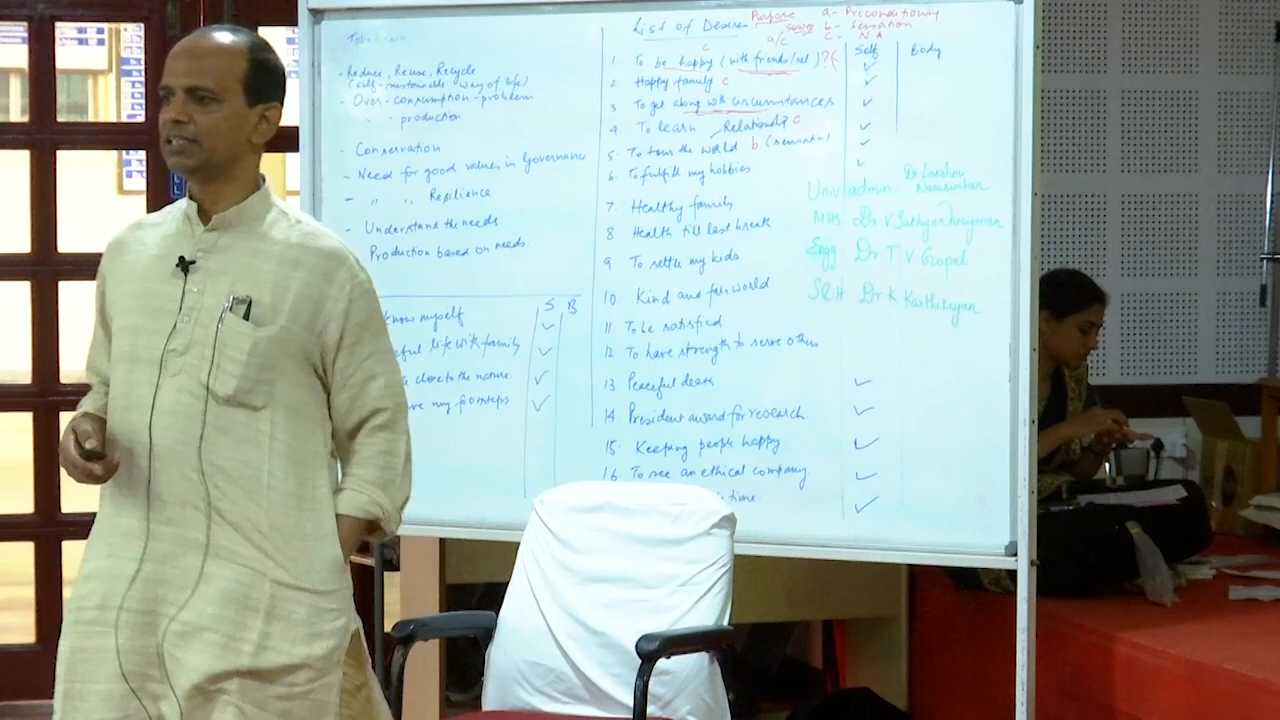 - Reduce, Reuse, Recycle
(self-sustainable way of life)
- Over-consumption-problem
" " production
- Conservation
- Need for good values in Governance
- " " Resilience
- Understand the needs
Production based on needs
know myself
eful life with family
close to the nature
my footsteps
S B
List of Desires
Purpose a- Preconditioning
b- Sensation
a/c c- N A
Self Body
c
1. To be happy (with friends/rel)?
2 Happy family c
3. To get along with circumstances
4 To learn Relationship c
5. To tour the world b (sensation)
6. To fulfill my hobbies
7. Healthy family
8 Health till last breath
9 To settle my kids
10 Kind and fair world
11 To be satisfied
12 To have strength to serve others
13 Peaceful death
14 President award for research
15. Keeping people happy
16 To see an ethical company
time.
Univ admin Dr Lakshmi
Narasimhan
MHS Dr V Sathyanarayanan
Engg Dr T V Gopal
S&H Dr K Karthikeyan